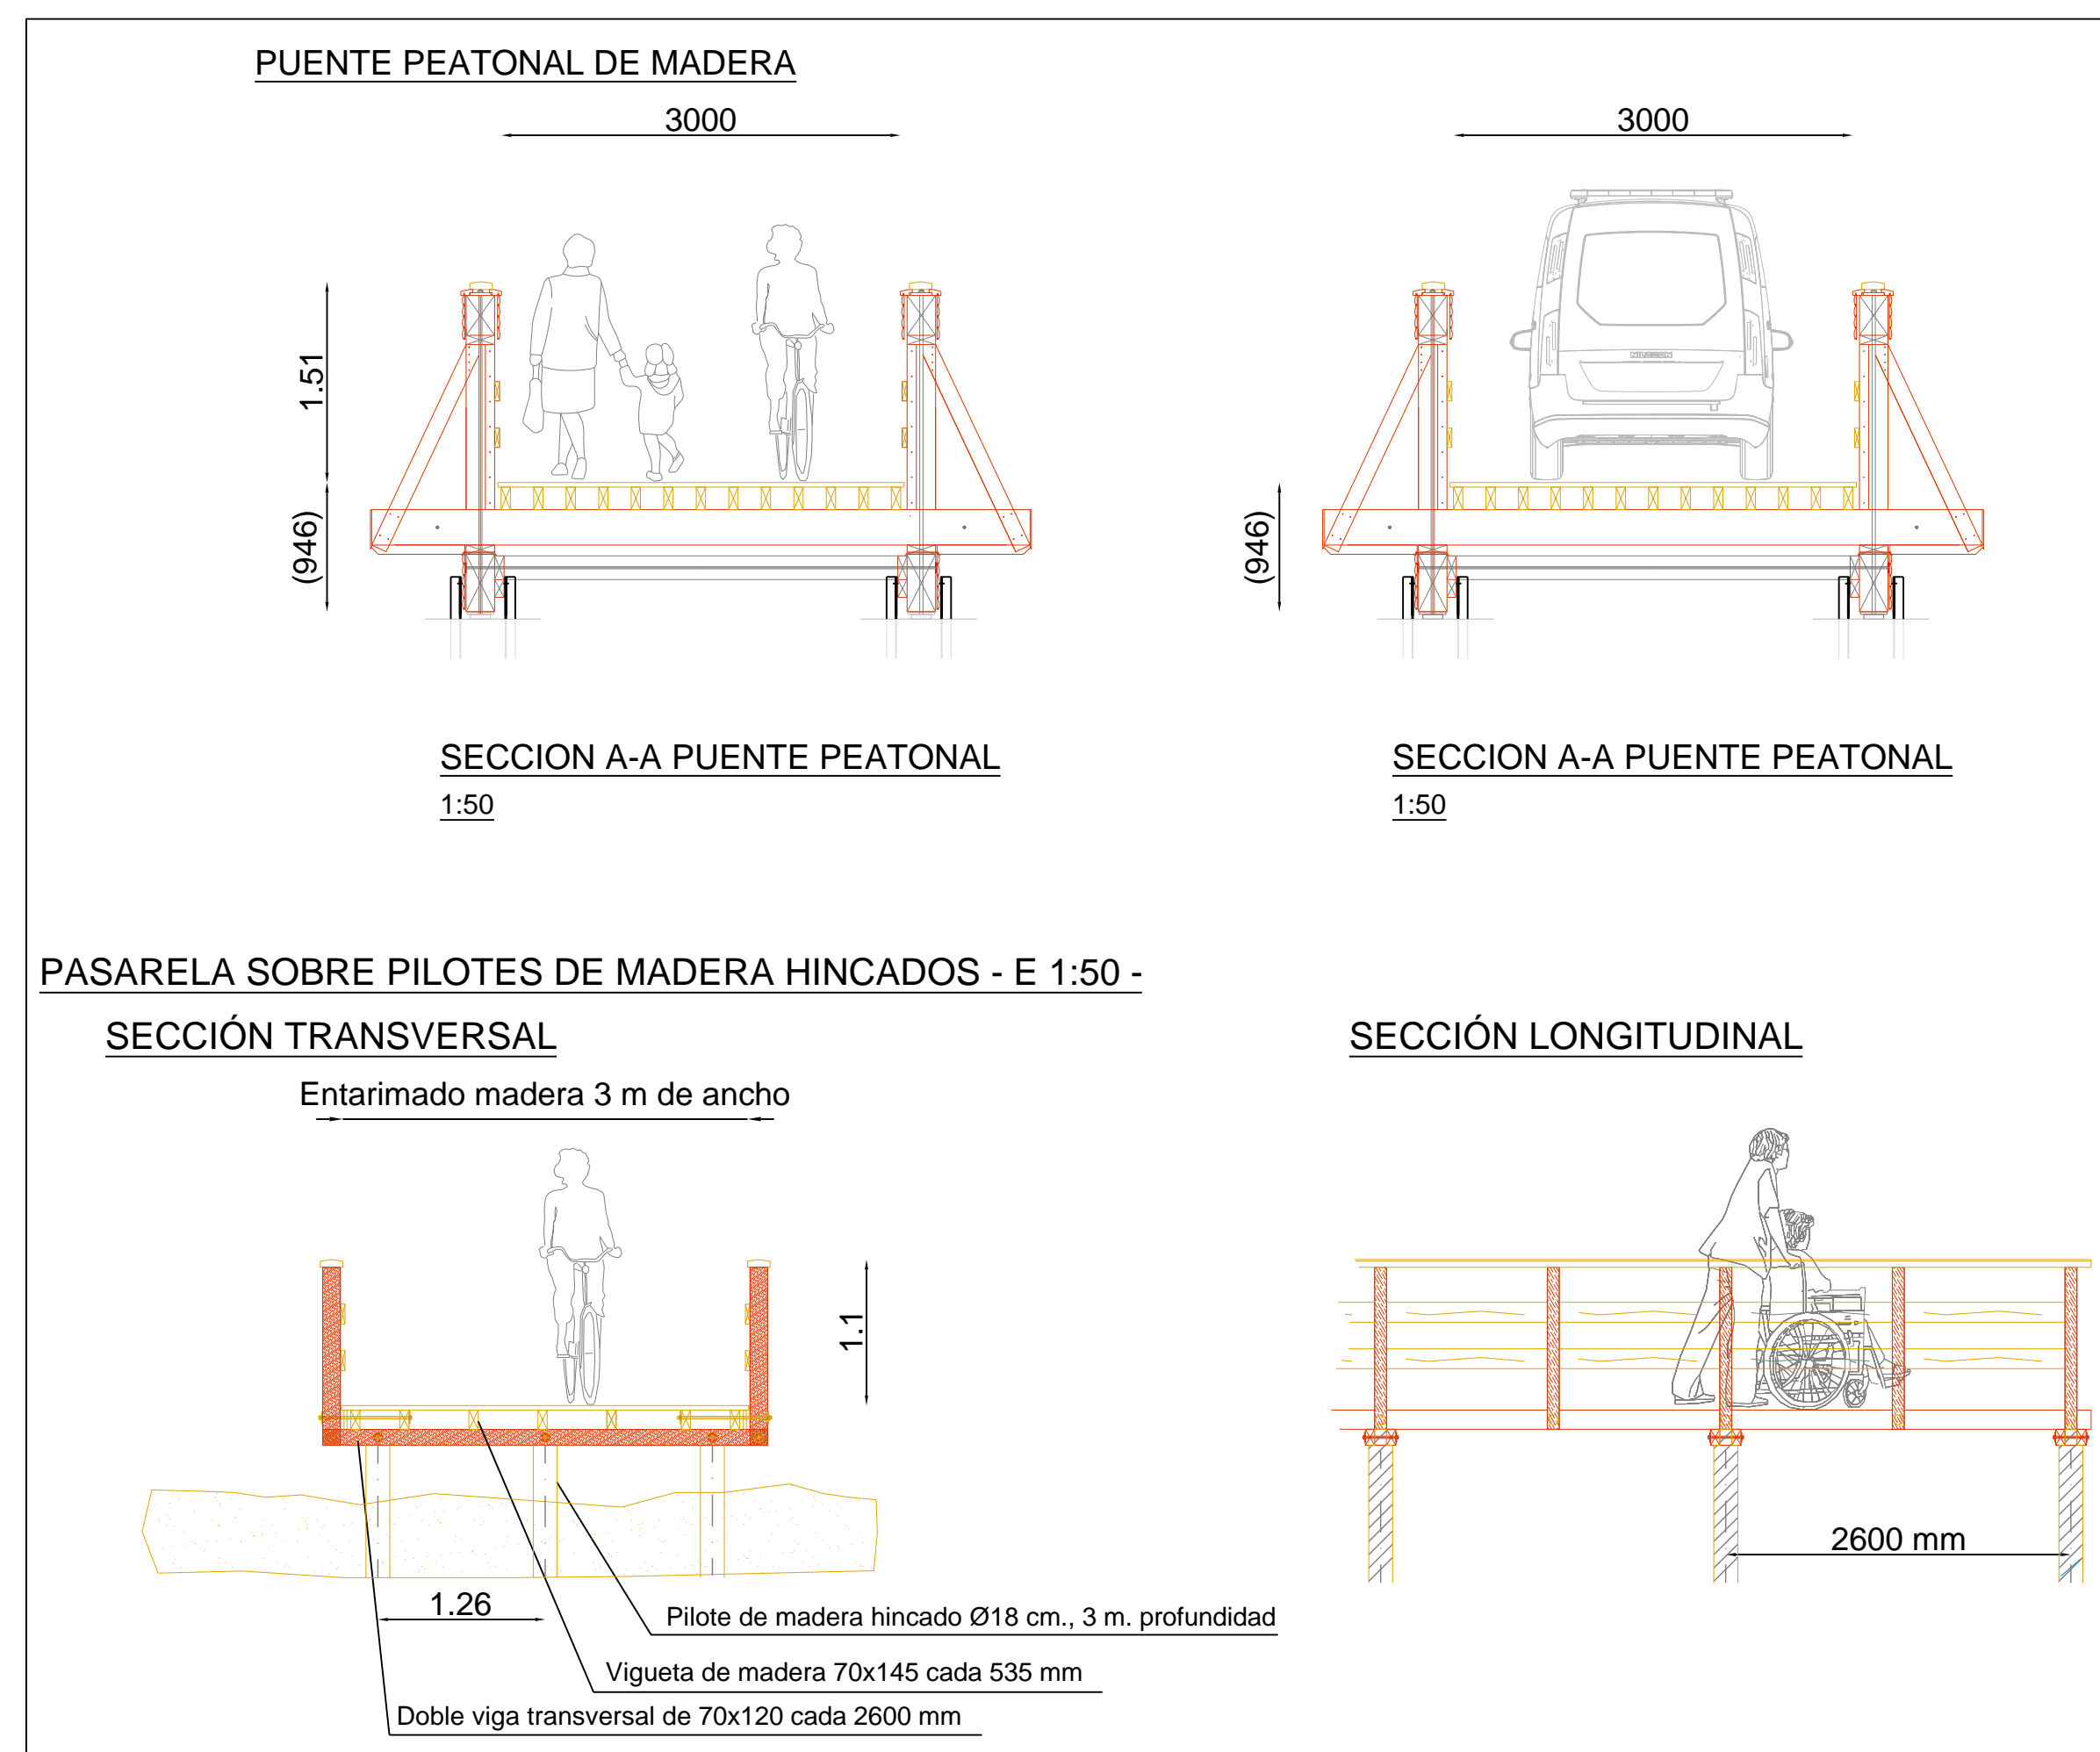 PUENTE PEATONAL DE MADERA
3000
3000
1.51
(946)
(946)
NILSSON
SECCION A-A PUENTE PEATONAL
1:50
SECCION A-A PUENTE PEATONAL
1:50
PASARELA SOBRE PILOTES DE MADERA HINCADOS - E 1:50 -
SECCIÓN TRANSVERSAL
SECCIÓN LONGITUDINAL
Entarimado madera 3 m de ancho
1.1
2600 mm
1.26
Pilote de madera hincado Ø18 cm., 3 m. profundidad
Vigueta de madera 70x145 cada 535 mm
Doble viga transversal de 70x120 cada 2600 mm